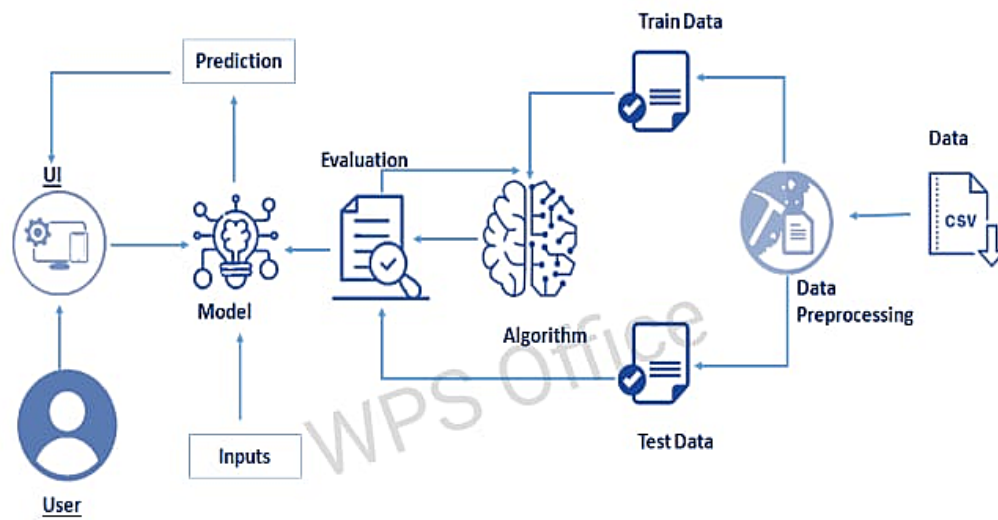 Train Data
Prediction
Evaluation
Data
UI
CSV
Model
Data
Preprocessing
Algorithm
WPS Office
Inputs
Test Data
User